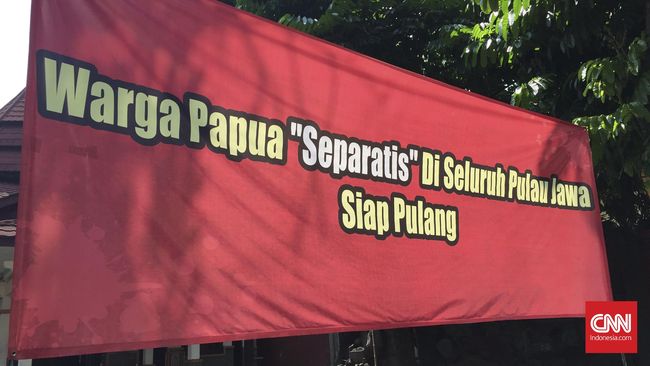 Warga Papua "Separatis" Di Seluruh Pulau Jawa
Siap Pulang
CNN
Indonesia.com